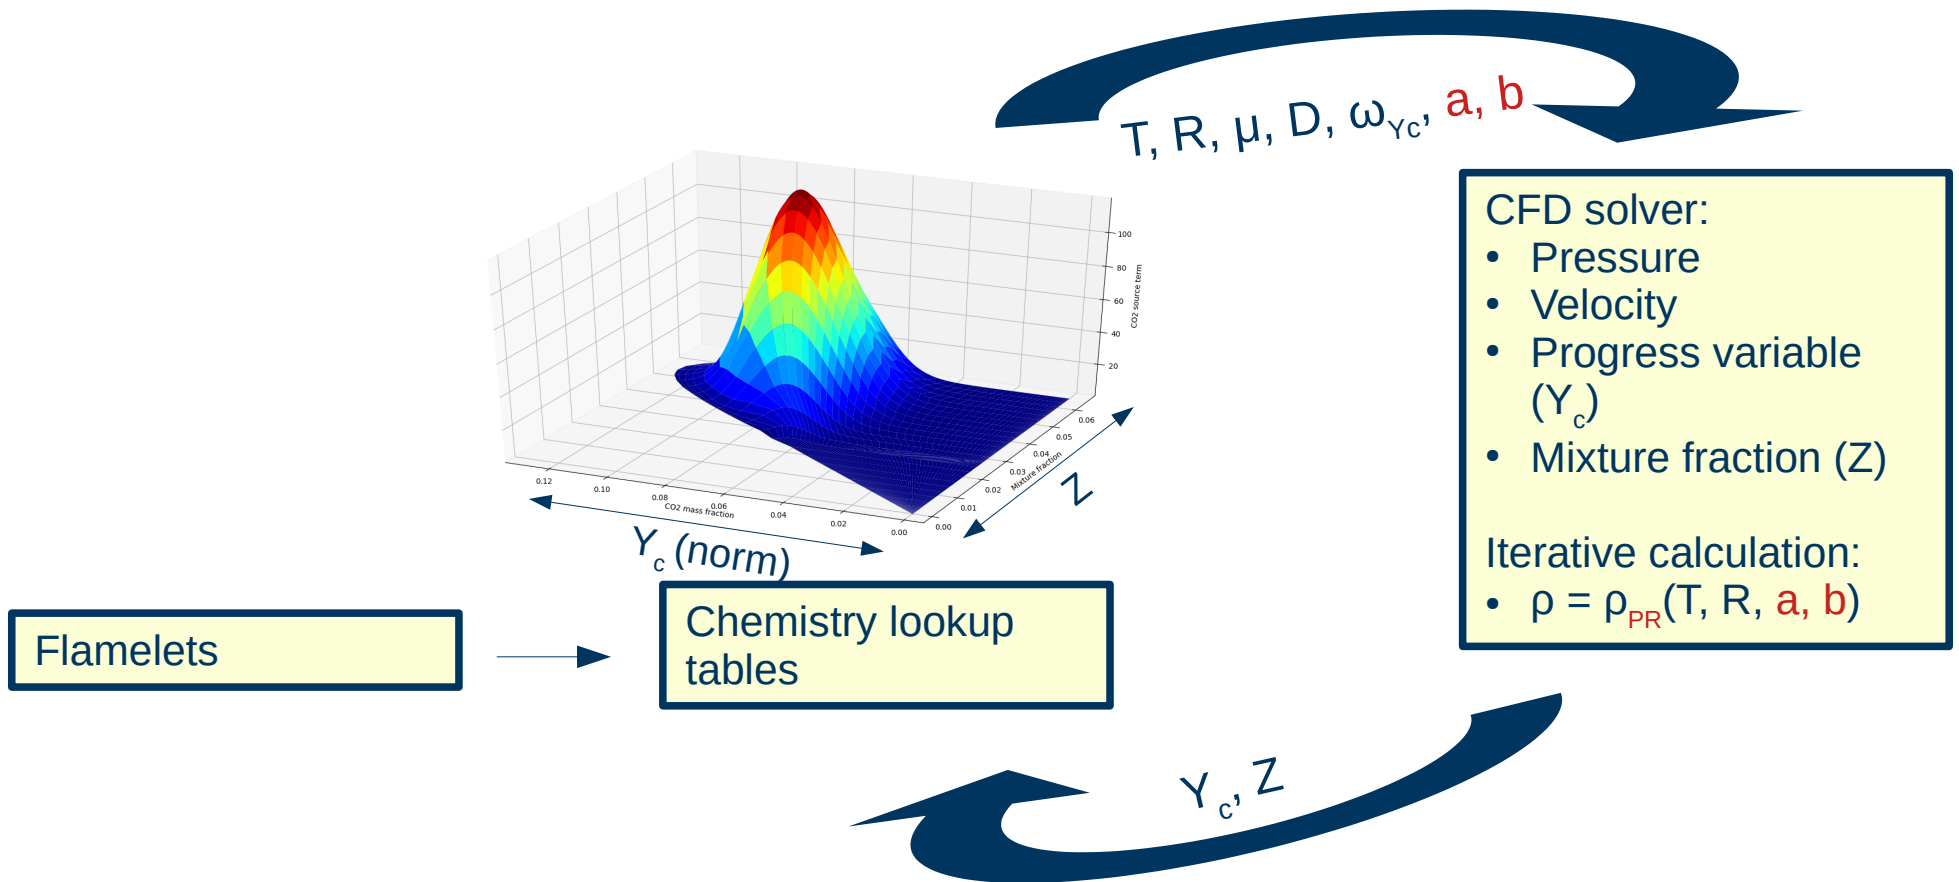 T, R, μ, D, ω_Yc, a, b
100
80
60
40
20
CO2 source term
0.06
0.05
0.04
0.03
0.02
0.01
0.00
Mixture fraction
Z
0.12
0.10
0.08
0.06
0.04
0.02
0.00
CO2 mass fraction
Y_c (norm)
Flamelets
Chemistry lookup
tables
CFD solver:
• Pressure
• Velocity
• Progress variable
(Y_c)
• Mixture fraction (Z)
Iterative calculation:
• ρ = ρ_PR(T, R, a, b)
Y_c, Z